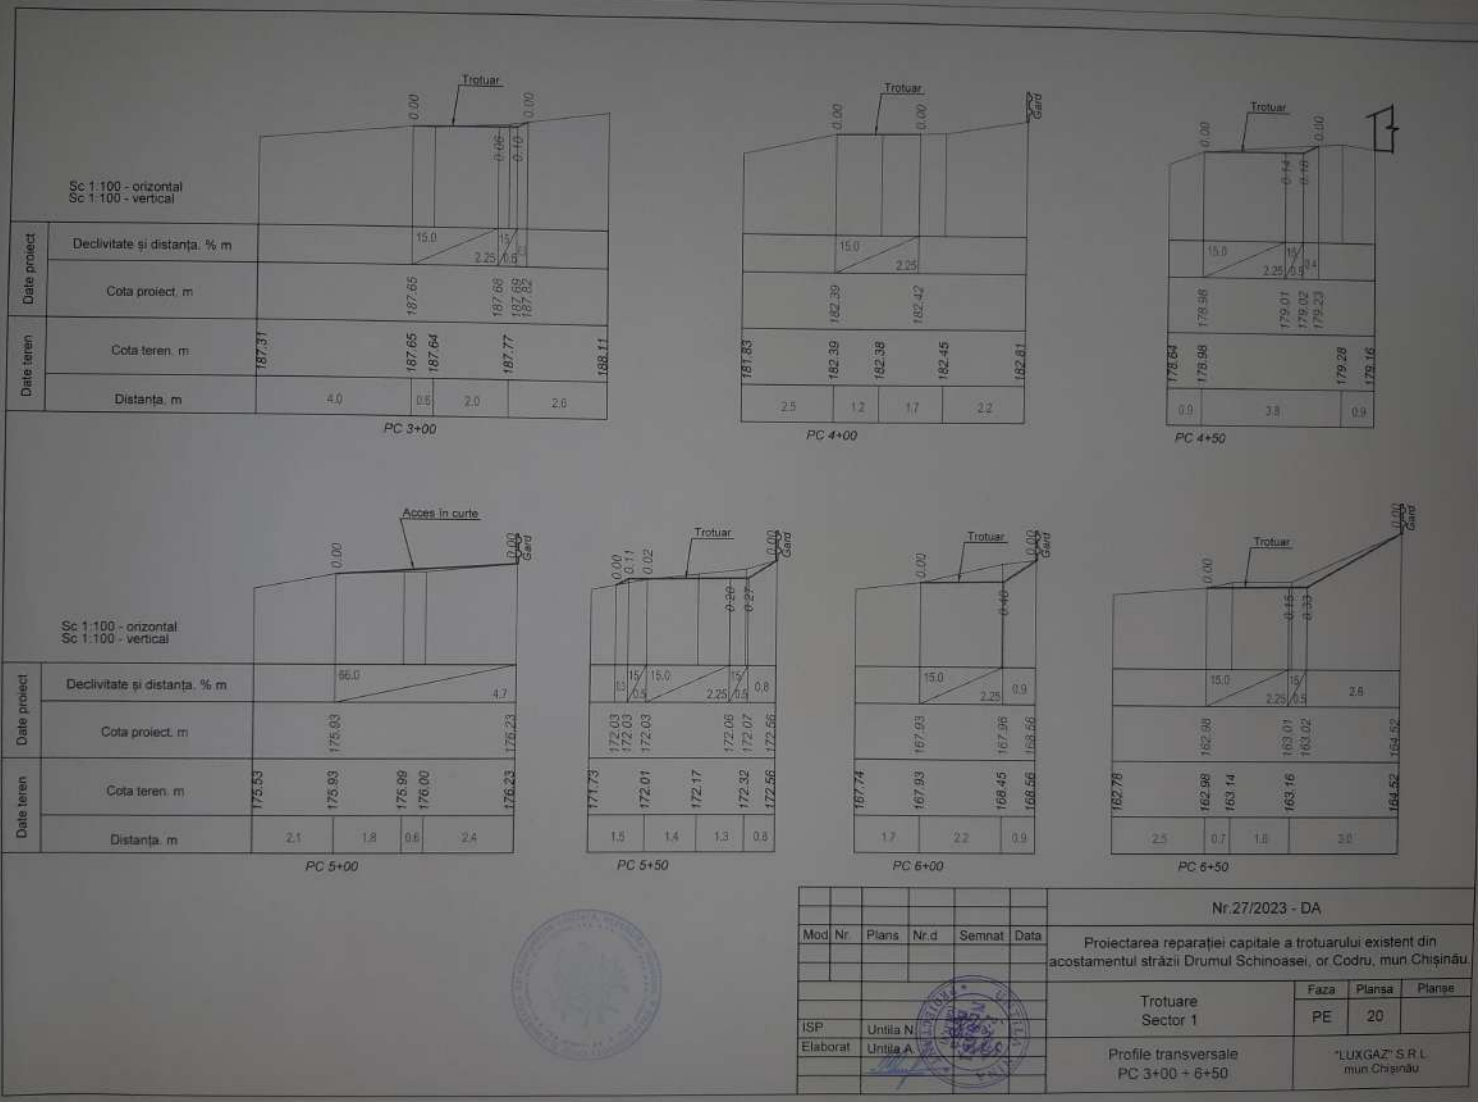 Trotuar
0.00
0.06
0.10
0.00
Sc 1:100 - orizontal
Sc 1:100 - vertical
Date proiect
Declivitate și distanța. % m
15.0
2.25
15
0.5
Cota proiect, m
187.65
187.68
187.69
187.82
Date teren
Cota teren. m
187.31
187.65
187.64
187.77
188.11
Distanța. m
4.0
0.6
2.0
2.6
PC 3+00
Trotuar
0.00
0.00
Gard
15.0
2.25
182.39
182.42
181.83
182.39
182.38
182.45
182.81
2.5
1.2
1.7
2.2
PC 4+00
Trotuar
0.00
0.14
0.18
0.00
15.0
2.25
15
0.5
0.4
178.98
179.01
179.02
179.23
178.64
178.98
179.28
179.16
0.9
3.8
0.9
PC 4+50
Acces în curte
0.00
0.00
Gard
Sc 1:100 - orizontal
Sc 1:100 - vertical
Date proiect
Declivitate și distanța. % m
66.0
4.7
Cota proiect. m
175.93
176.23
Date teren
Cota teren. m
175.53
175.93
175.99
176.00
176.23
Distanța. m
2.1
1.8
0.6
2.4
PC 5+00
Trotuar
0.00
0.11
0.02
0.20
0.27
0.00
Gard
0.3
15
0.5
15.0
2.25
15
0.5
0.8
172.03
172.03
172.03
172.06
172.07
172.56
171.73
172.01
172.17
172.32
172.56
1.5
1.4
1.3
0.8
PC 5+50
Trotuar
0.00
0.40
0.00
Gard
15.0
2.25
0.9
167.93
167.96
168.56
167.74
167.93
168.45
168.56
1.7
2.2
0.9
PC 6+00
Trotuar
0.00
0.15
0.33
0.00
Gard
15.0
2.25
15
0.5
2.6
162.98
163.01
163.02
164.52
162.78
162.98
163.14
163.16
164.52
2.5
0.7
1.6
3.0
PC 6+50
Nr.27/2023 - DA
Mod Nr. Plans Nr.d Semnat Data
Proiectarea reparației capitale a trotuarului existent din
acostamentul străzii Drumul Schinoasei, or.Codru, mun.Chișinău.
Trotuare
Sector 1
Faza Planșa Planșe
PE 20
ISP Untila N.
Elaborat Untila A.
Profile transversale
PC 3+00 ÷ 6+50
"LUXGAZ" S.R.L.
mun.Chișinău